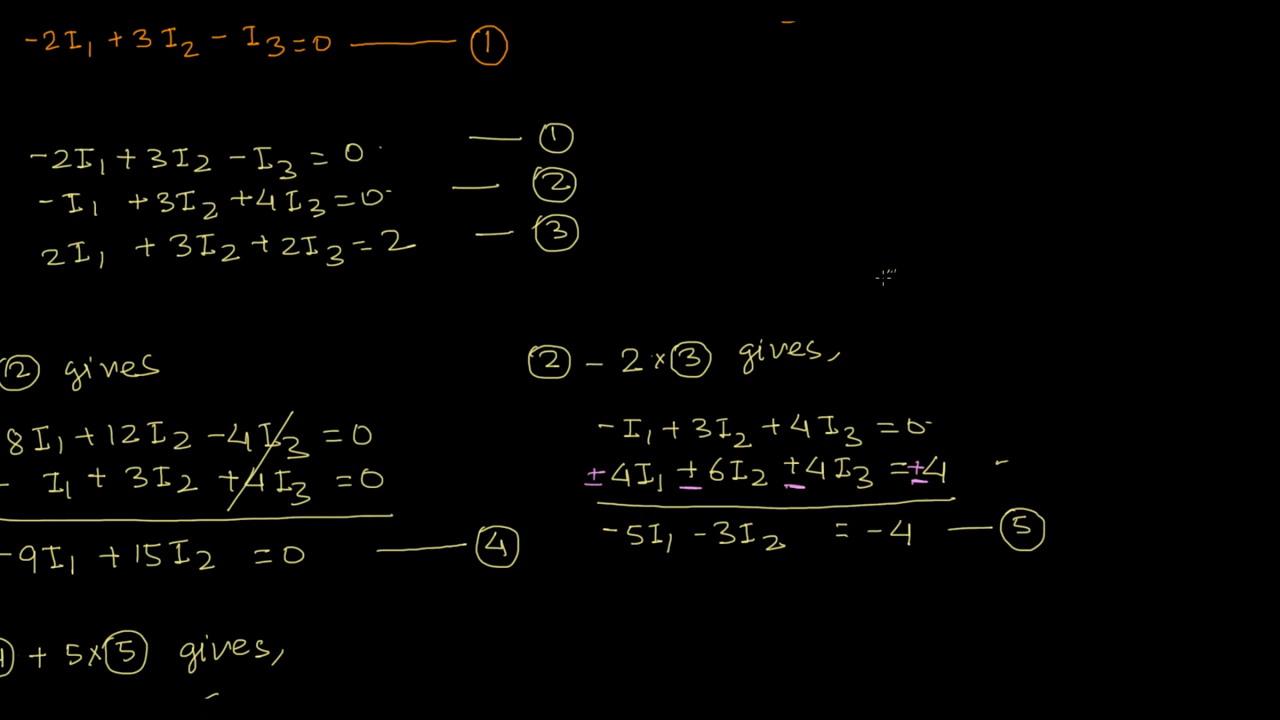 -2I₁ + 3I₂ - I₃ = 0 —— ①
-2I₁ + 3I₂ - I₃ = 0 —— ①
-I₁ + 3I₂ + 4I₃ = 0 —— ②
2I₁ + 3I₂ + 2I₃ = 2 —— ③
② gives
8I₁ + 12I₂ - 4I₃ = 0
- I₁ + 3I₂ + 4I₃ = 0
-9I₁ + 15I₂ = 0 —— ④
② - 2×③ gives,
-I₁ + 3I₂ + 4I₃ = 0
±4I₁ ± 6I₂ ± 4I₃ = ±4
-5I₁ - 3I₂ = -4 —— ⑤
④ + 5×⑤ gives,